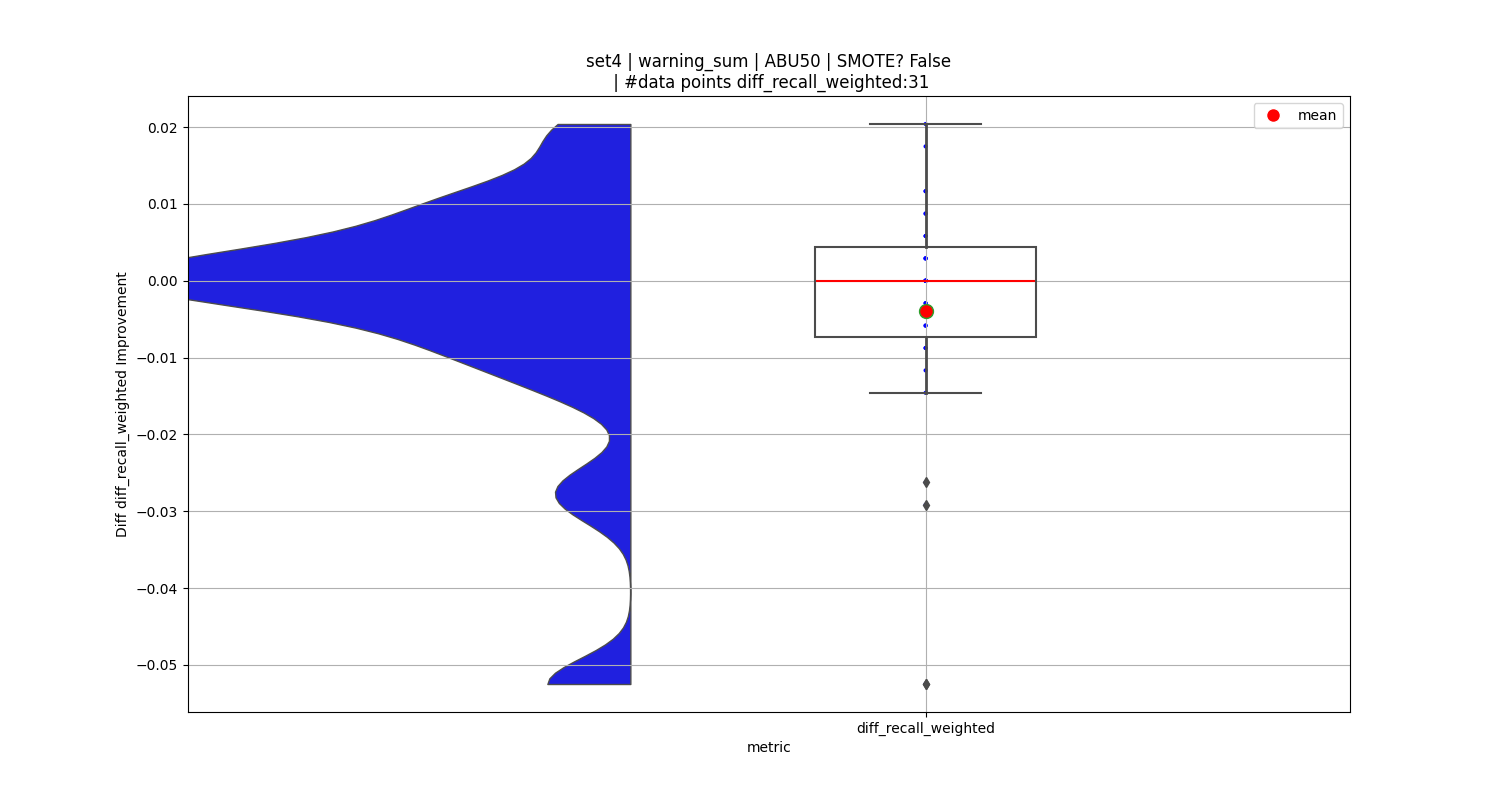 set4 | warning_sum | ABU50 | SMOTE? False
| #data points diff_recall_weighted:31
mean
0.02
0.01
0.00
−0.01
−0.02
−0.03
−0.04
−0.05
Diff diff_recall_weighted Improvement
diff_recall_weighted
metric